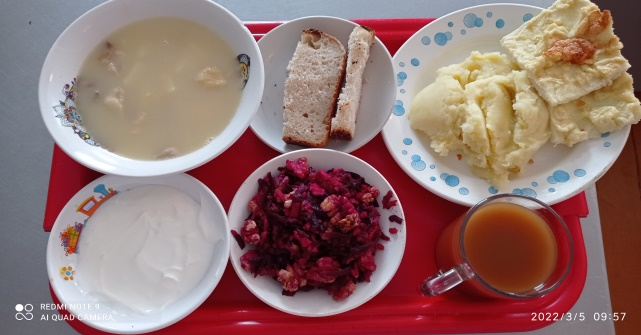 REDMI NOTE 9
AI QUAD CAMERA
2022/3/5 09:57